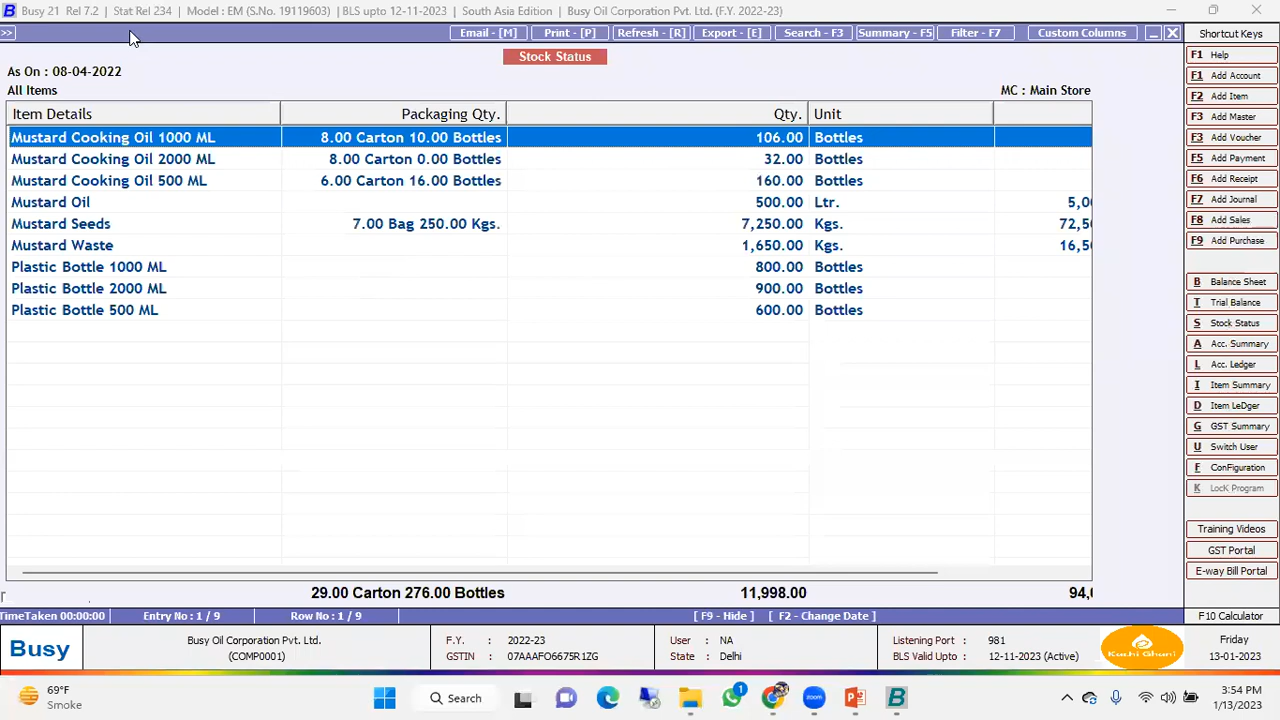 Busy 21 Rel 7.2 | Stat Rel 234 | Model : EM (S.No. 19119603) | BLS upto 12-11-2023 | South Asia Edition | Busy Oil Corporation Pvt. Ltd. (F.Y. 2022-23)
>> Email - [M] Print - [P] Refresh - [R] Export - [E] Search - F3 Summary - F5 Filter - F7 Custom Columns Shortcut Keys
Stock Status
As On : 08-04-2022
All Items MC : Main Store
Item Details Packaging Qty. Qty. Unit
Mustard Cooking Oil 1000 ML 8.00 Carton 10.00 Bottles 106.00 Bottles
Mustard Cooking Oil 2000 ML 8.00 Carton 0.00 Bottles 32.00 Bottles
Mustard Cooking Oil 500 ML 6.00 Carton 16.00 Bottles 160.00 Bottles
Mustard Oil 500.00 Ltr. 5,0
Mustard Seeds 7.00 Bag 250.00 Kgs. 7,250.00 Kgs. 72,5
Mustard Waste 1,650.00 Kgs. 16,5
Plastic Bottle 1000 ML 800.00 Bottles
Plastic Bottle 2000 ML 900.00 Bottles
Plastic Bottle 500 ML 600.00 Bottles
29.00 Carton 276.00 Bottles 11,998.00 94,
F1 Help
F1 Add Account
F2 Add Item
F3 Add Master
F3 Add Voucher
F5 Add Payment
F6 Add Receipt
F7 Add Journal
F8 Add Sales
F9 Add Purchase
B Balance Sheet
T Trial Balance
S Stock Status
A Acc. Summary
L Acc. Ledger
I Item Summary
D Item LeDger
G GST Summary
U Switch User
F ConFiguration
K LocK Program
Training Videos
GST Portal
E-way Bill Portal
TimeTaken 00:00:00 Entry No : 1 / 9 Row No : 1 / 9 [ F9 - Hide ] [ F2 - Change Date ] F10 Calculator
Busy
Busy Oil Corporation Pvt. Ltd.
(COMP0001)
F.Y. : 2022-23
GSTIN : 07AAAFO6675R1ZG
User : NA
State : Delhi
Listening Port : 981
BLS Valid Upto : 12-11-2023 (Active)
Kachi Ghani
Friday
13-01-2023
69°F
Smoke
Search
1
zoom
3:54 PM
1/13/2023